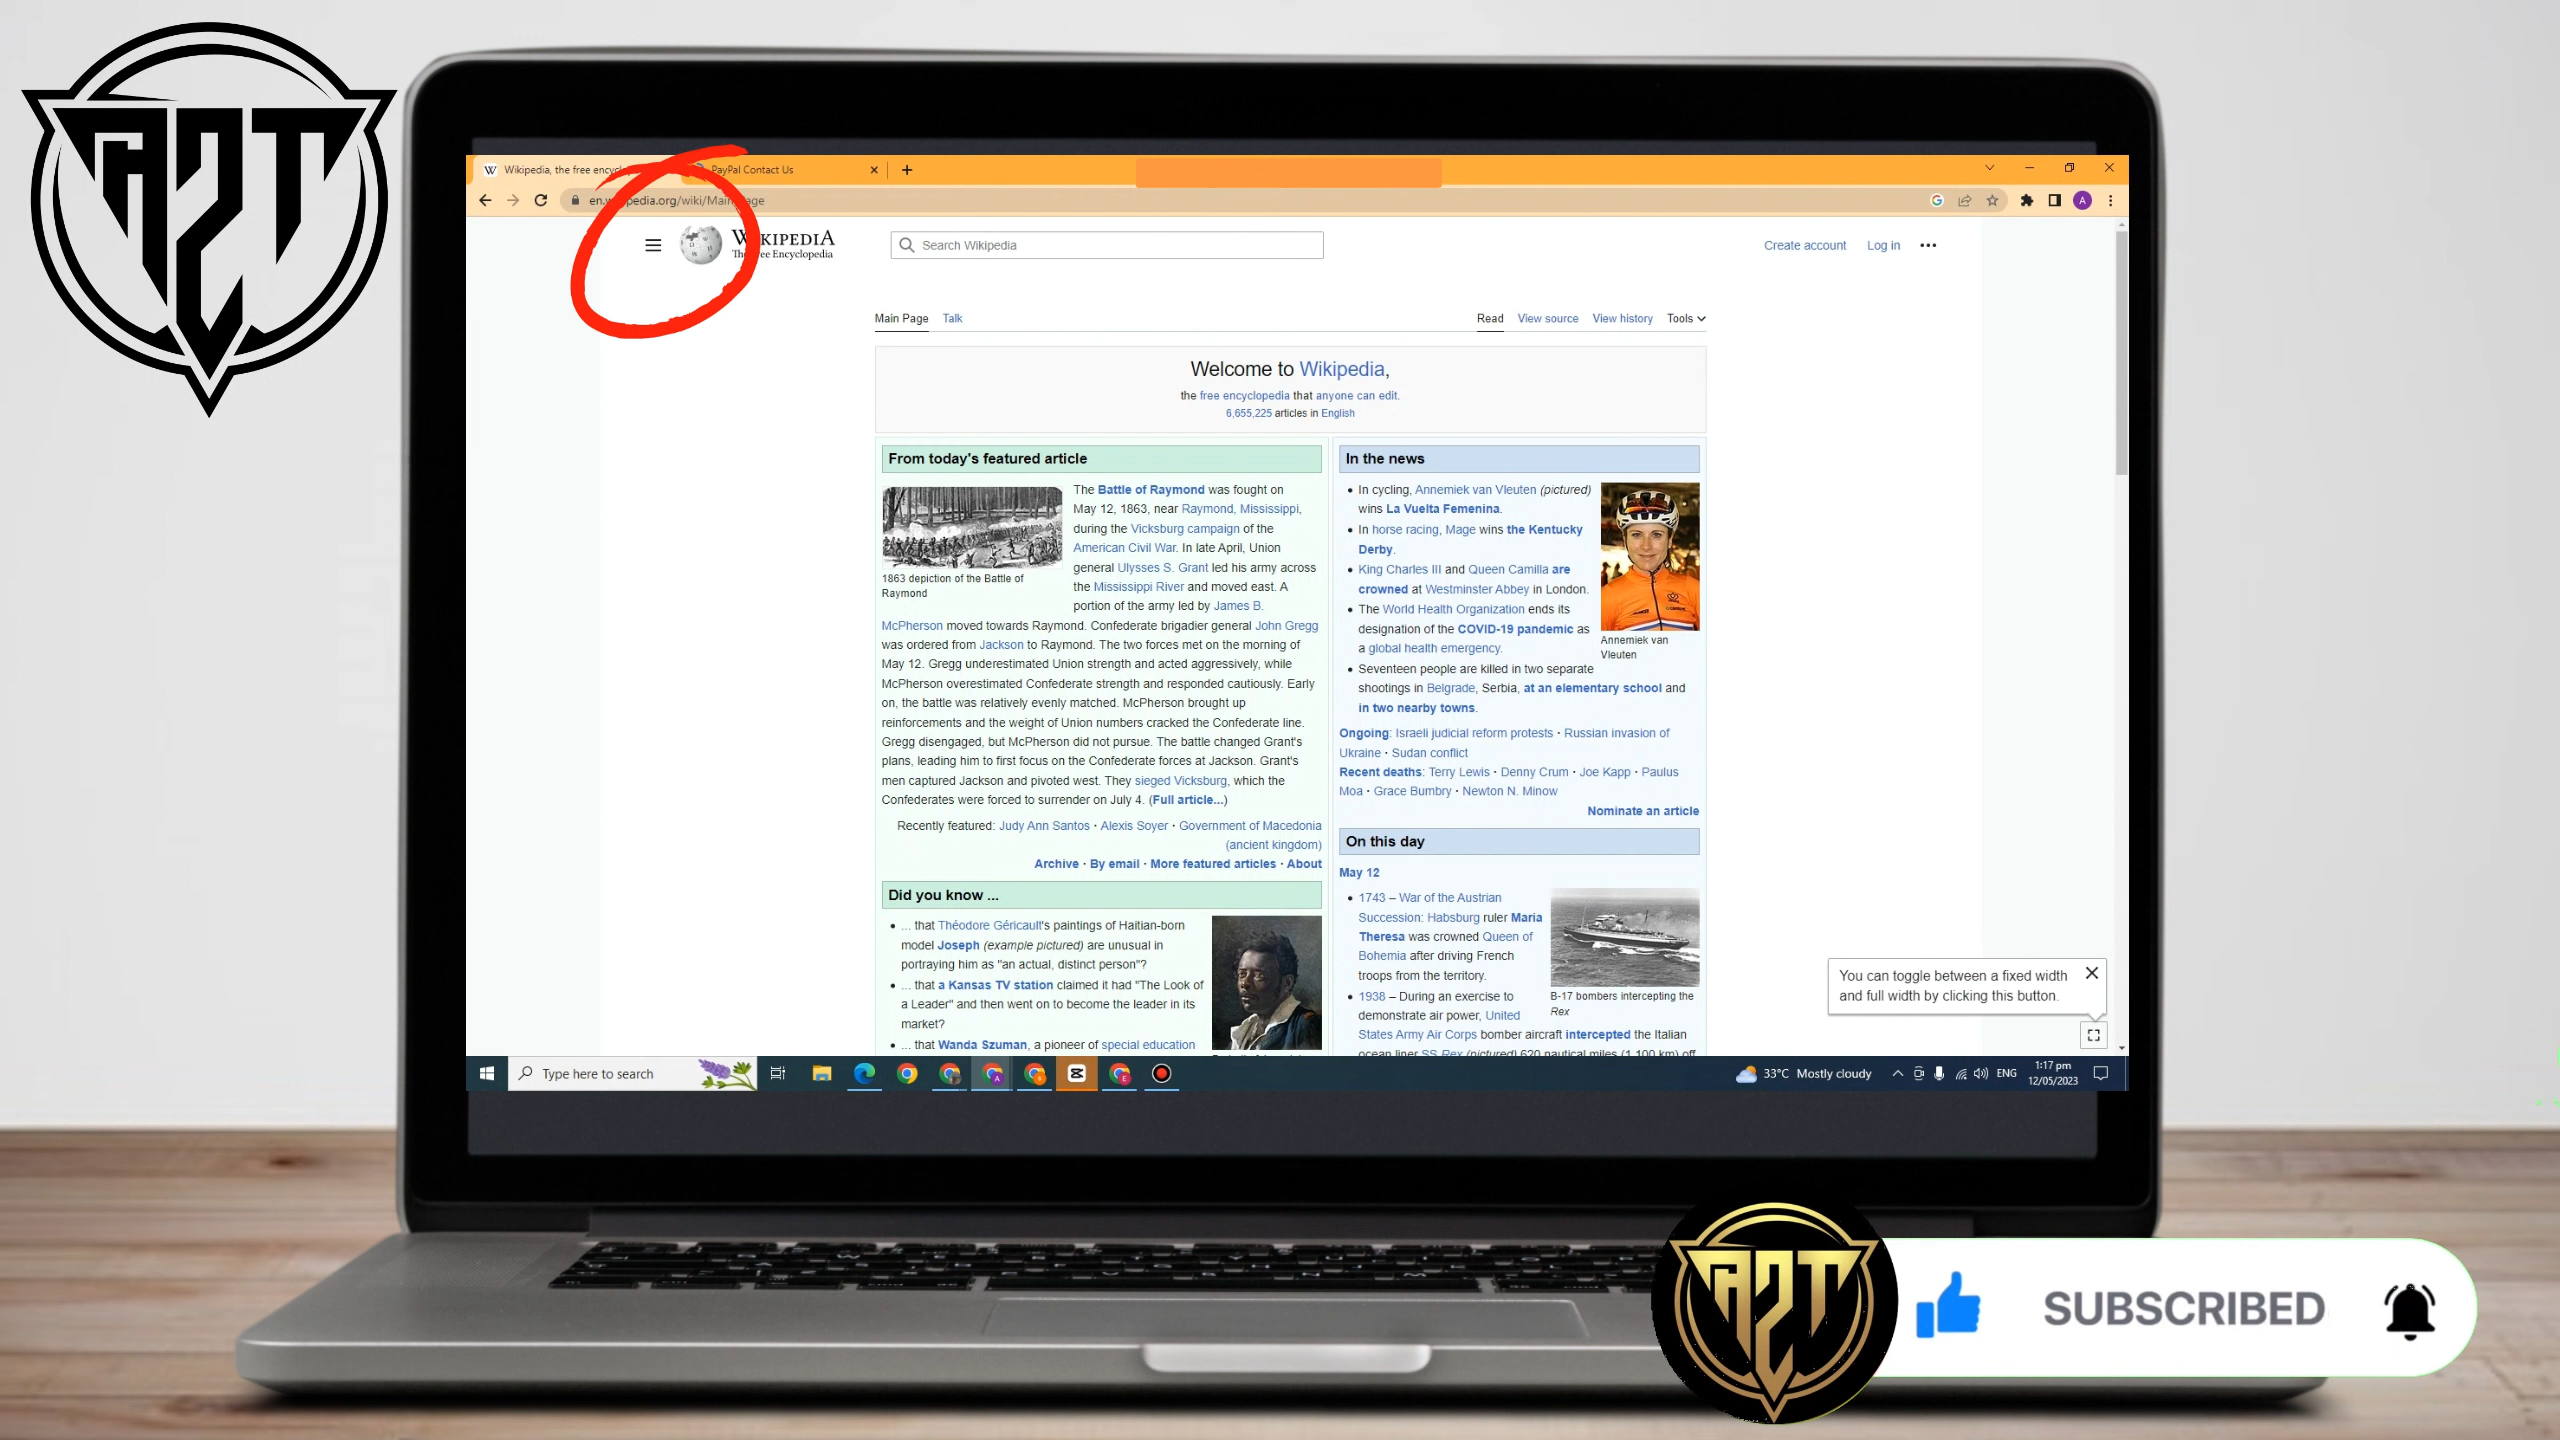 A2T
Wikipedia, the free encycl
PayPal Contact Us
en.wikipedia.org/wiki/Main_Page
A
WIKIPEDIA
The Free Encyclopedia
Search Wikipedia
Create account
Log in
Main Page
Talk
Read
View source
View history
Tools
Welcome to Wikipedia,
the free encyclopedia that anyone can edit.
6,655,225 articles in English
From today's featured article
1863 depiction of the Battle of
Raymond
The Battle of Raymond was fought on
May 12, 1863, near Raymond, Mississippi,
during the Vicksburg campaign of the
American Civil War. In late April, Union
general Ulysses S. Grant led his army across
the Mississippi River and moved east. A
portion of the army led by James B.
McPherson moved towards Raymond. Confederate brigadier general John Gregg
was ordered from Jackson to Raymond. The two forces met on the morning of
May 12. Gregg underestimated Union strength and acted aggressively, while
McPherson overestimated Confederate strength and responded cautiously. Early
on, the battle was relatively evenly matched. McPherson brought up
reinforcements and the weight of Union numbers cracked the Confederate line.
Gregg disengaged, but McPherson did not pursue. The battle changed Grant's
plans, leading him to first focus on the Confederate forces at Jackson. Grant's
men captured Jackson and pivoted west. They sieged Vicksburg, which the
Confederates were forced to surrender on July 4. (Full article...)
Recently featured: Judy Ann Santos · Alexis Soyer · Government of Macedonia
(ancient kingdom)
Archive · By email · More featured articles · About
Did you know ...
... that Théodore Géricault's paintings of Haitian-born
model Joseph (example pictured) are unusual in
portraying him as "an actual, distinct person"?
... that a Kansas TV station claimed it had "The Look of
a Leader" and then went on to become the leader in its
market?
... that Wanda Szuman, a pioneer of special education
In the news
In cycling, Annemiek van Vleuten (pictured)
wins La Vuelta Femenina.
In horse racing, Mage wins the Kentucky
Derby.
King Charles III and Queen Camilla are
crowned at Westminster Abbey in London.
The World Health Organization ends its
designation of the COVID-19 pandemic as
a global health emergency.
Seventeen people are killed in two separate
shootings in Belgrade, Serbia, at an elementary school and
in two nearby towns.
Annemiek van
Vleuten
Ongoing: Israeli judicial reform protests · Russian invasion of
Ukraine · Sudan conflict
Recent deaths: Terry Lewis · Denny Crum · Joe Kapp · Paulus
Moa · Grace Bumbry · Newton N. Minow
Nominate an article
On this day
May 12
1743 – War of the Austrian
Succession: Habsburg ruler Maria
Theresa was crowned Queen of
Bohemia after driving French
troops from the territory.
1938 – During an exercise to
demonstrate air power, United
States Army Air Corps bomber aircraft intercepted the Italian
ocean liner SS Rex (pictured) 620 nautical miles (1,100 km) off
B-17 bombers intercepting the
Rex
You can toggle between a fixed width
and full width by clicking this button.
Type here to search
33°C Mostly cloudy
ENG
1:17 pm
12/05/2023
A2T
SUBSCRIBED